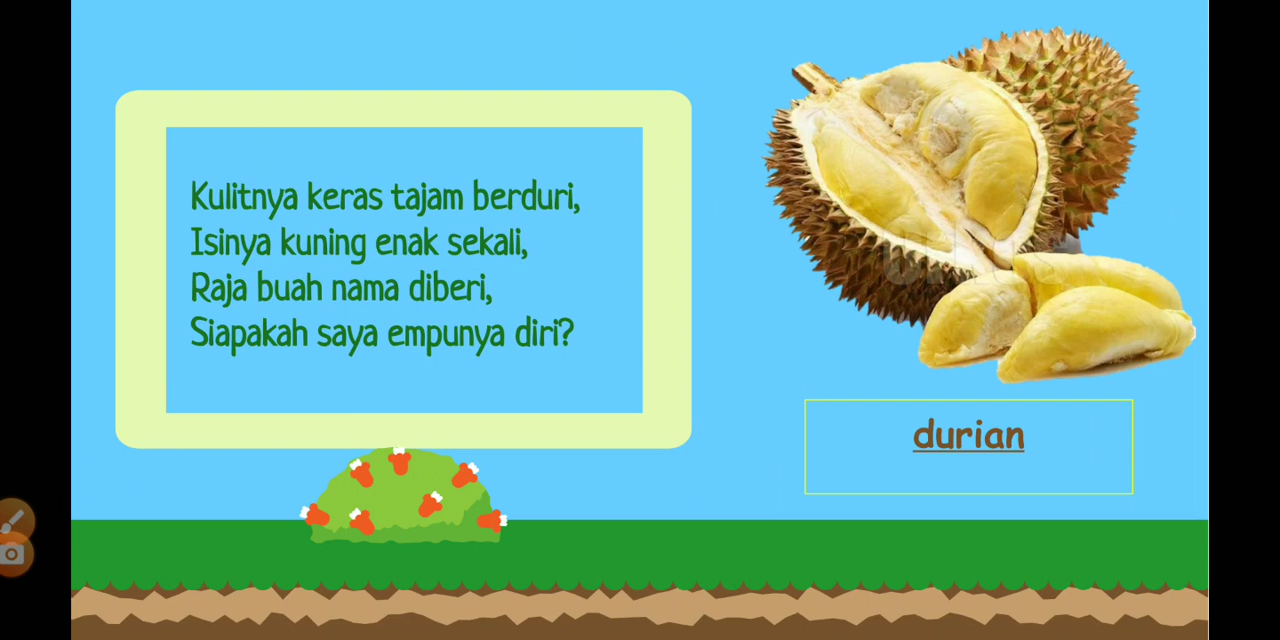 Kulitnya keras tajam berduri,
Isinya kuning enak sekali,
Raja buah nama diberi,
Siapakah saya empunya diri?
durian